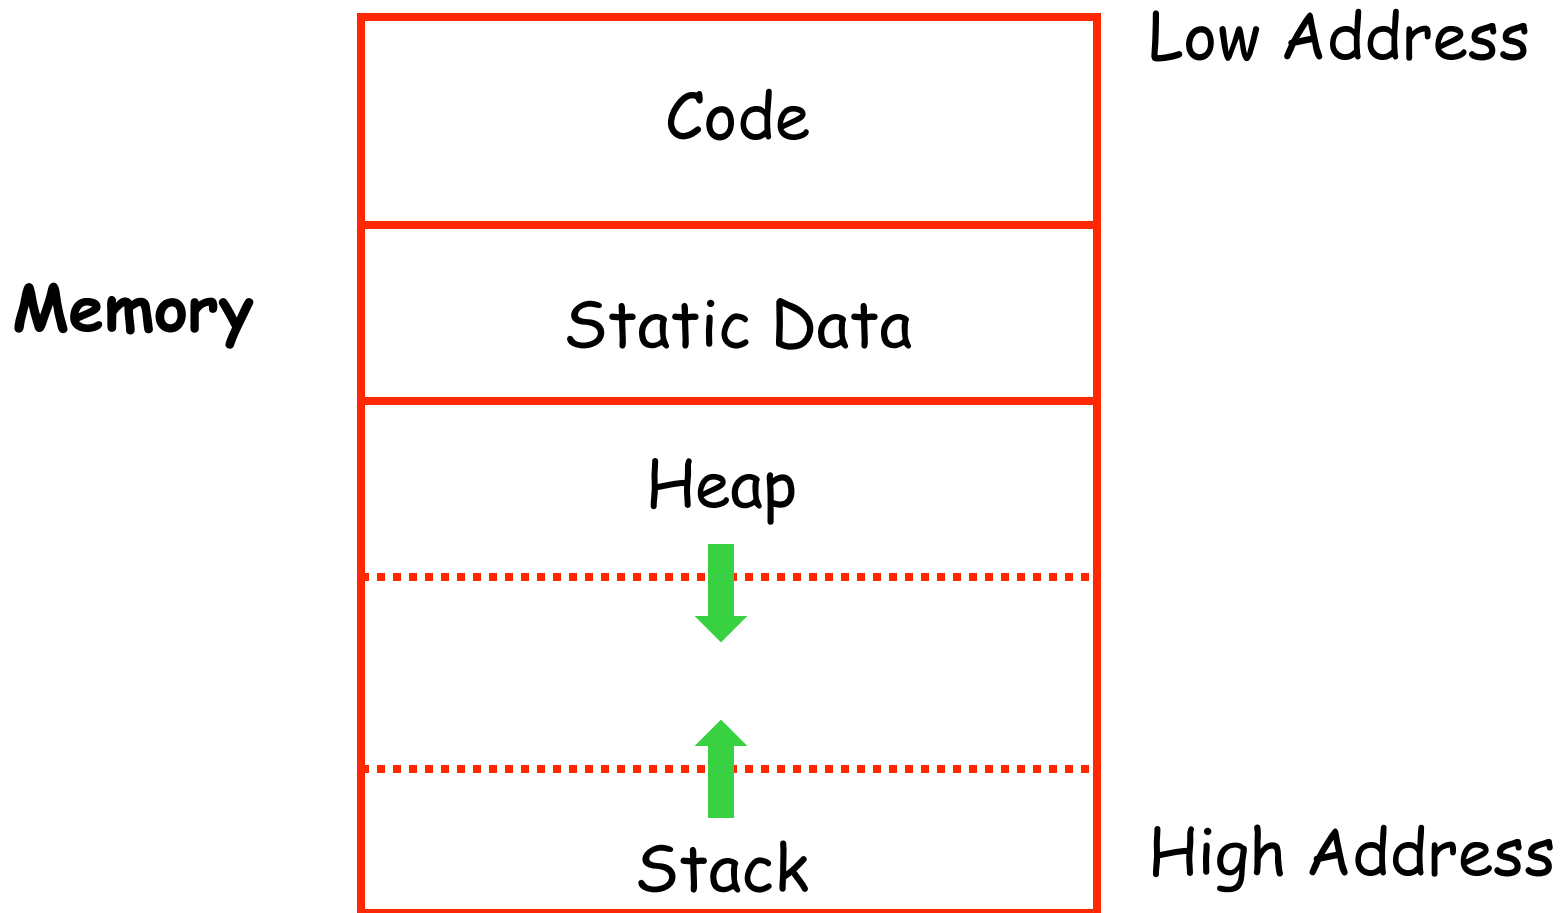 Low Address
Code
Memory
Static Data
Heap
Stack
High Address